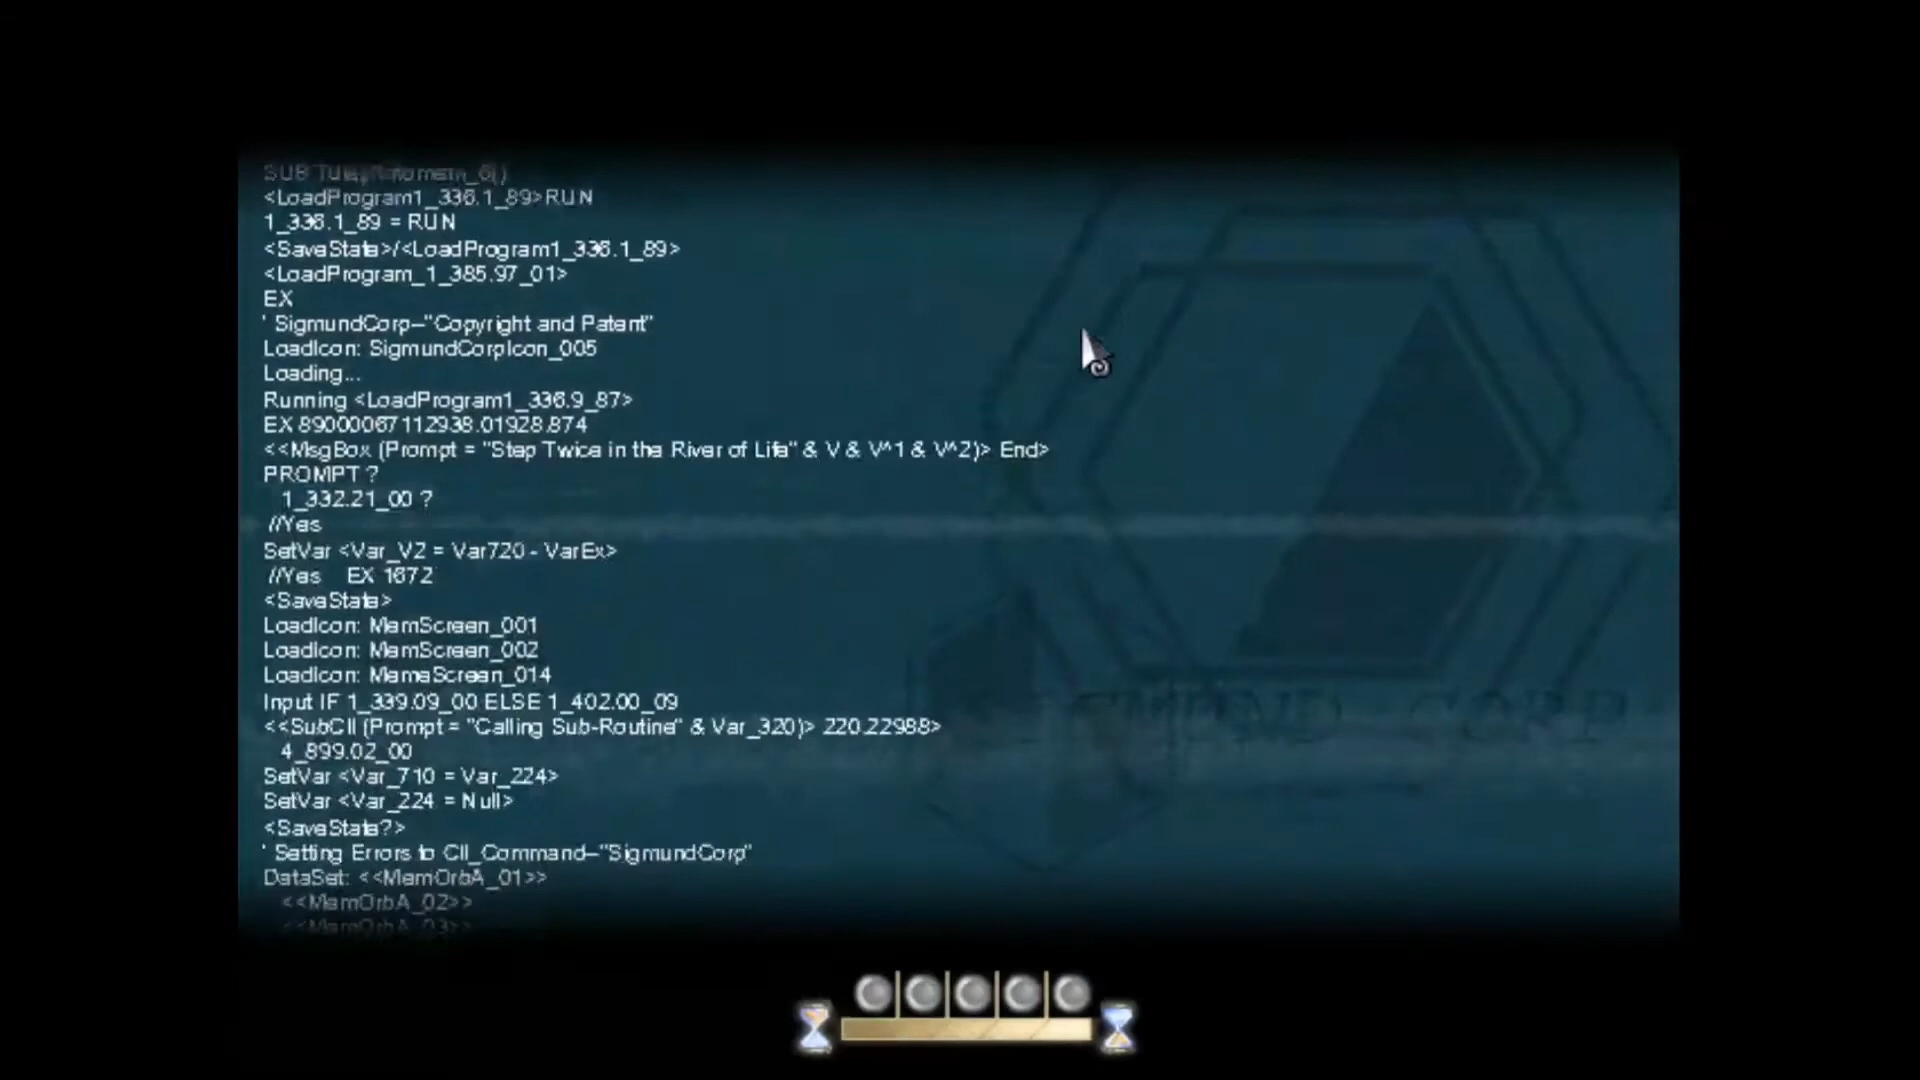 <LoadProgram1_336.1_89>RUN
1_336.1_89 = RUN
<SaveState>/<LoadProgram1_336.1_89>
<LoadProgram_1_385.97_01>
EX
' SigmundCorp--"Copyright and Patent"
LoadIcon: SigmundCorpIcon_005
Loading...
Running <LoadProgram1_336.9_87>
EX 89000067112938.01928.874
<<MsgBox (Prompt = "Step Twice in the River of Life" & V & V^1 & V^2)> End>
PROMPT ?
1_332.21_00 ?
//Yes
SetVar <Var_V2 = Var720 - VarEx>
//Yes EX 1672
<SaveState>
LoadIcon: MemScreen_001
LoadIcon: MemScreen_002
LoadIcon: MemeScreen_014
Input IF 1_339.09_00 ELSE 1_402.00_09
<<SubCll (Prompt = "Calling Sub-Routine" & Var_320)> 220.22988>
4_899.02_00
SetVar <Var_710 = Var_224>
SetVar <Var_224 = Null>
<SaveState?>
' Setting Errors to Cll_Command--"SigmundCorp"
DataSet: <<MemOrbA_01>>
<<MemOrbA_02>>
<<MemOrbA_03>>
CORP